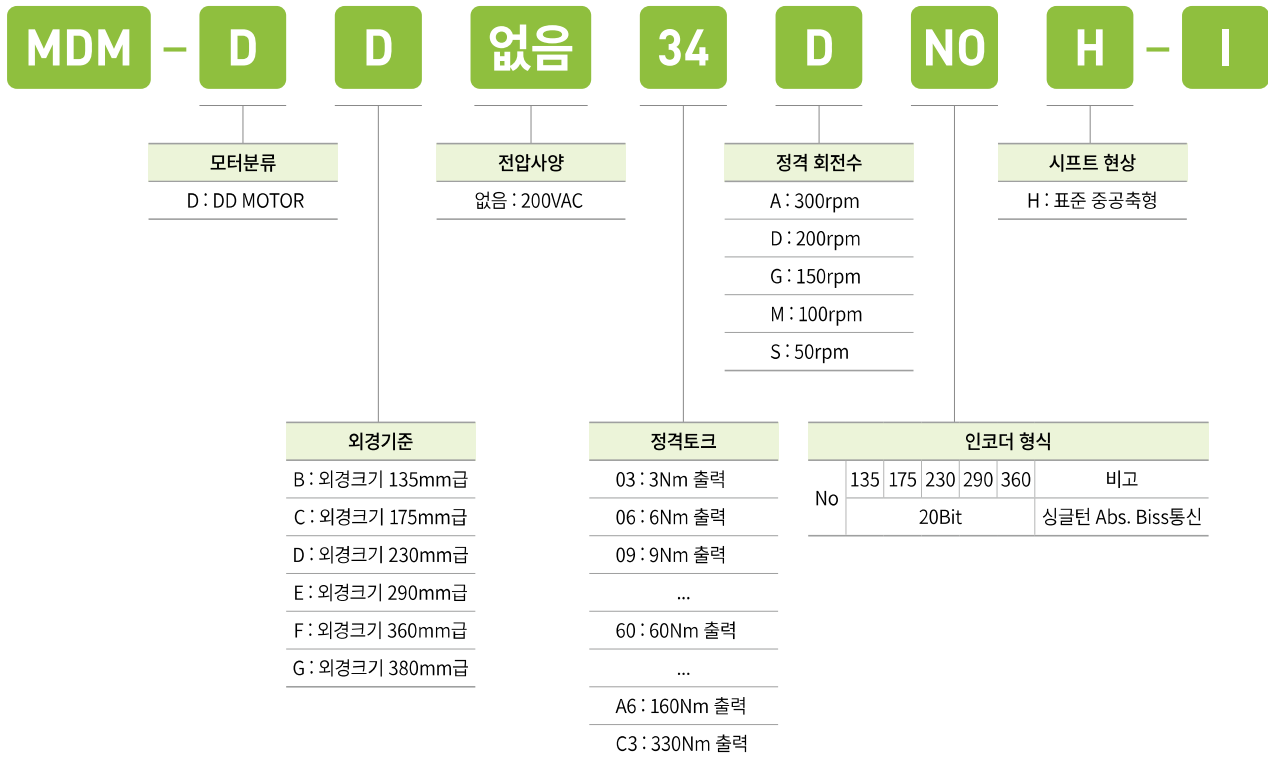 MDM – D D 없음 34 D NO H – I
모터분류
D : DD MOTOR
전압사양
없음 : 200VAC
정격 회전수
A : 300rpm
D : 200rpm
G : 150rpm
M : 100rpm
S : 50rpm
시프트 현상
H : 표준 중공축형
외경기준
B : 외경크기 135mm급
C : 외경크기 175mm급
D : 외경크기 230mm급
E : 외경크기 290mm급
F : 외경크기 360mm급
G : 외경크기 380mm급
정격토크
03 : 3Nm 출력
06 : 6Nm 출력
09 : 9Nm 출력
...
60 : 60Nm 출력
...
A6 : 160Nm 출력
C3 : 330Nm 출력
인코더 형식
No 135 175 230 290 360 비고
20Bit 싱글턴 Abs. Biss통신